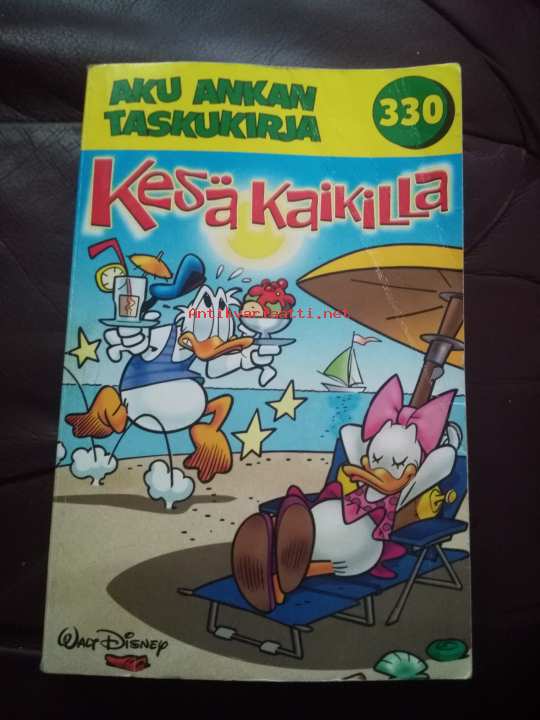 AKU ANKAN
TASKUKIRJA
330
Kesä KaikiLLa
Antikvariaatti.net
WALT DISNEY